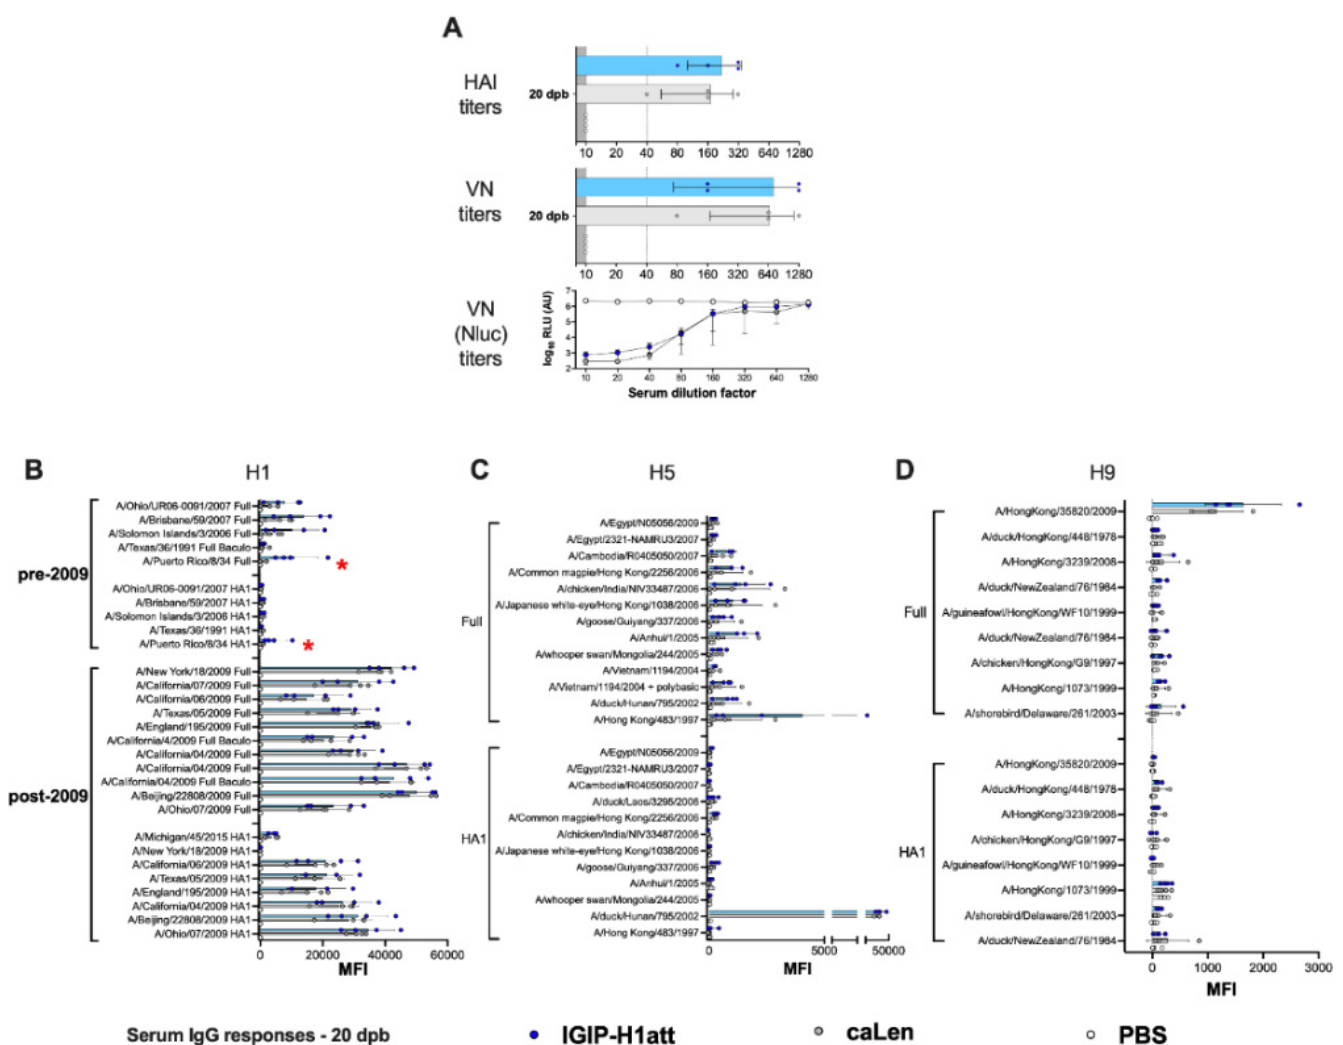 A
HAI
titers
20 dpb
10 20 40 80 160 320 640 1280
VN
titers
20 dpb
10 20 40 80 160 320 640 1280
VN
(Nluc)
titers
log10 RLU (AU)
7
6
5
4
3
2
10 20 40 80 160 320 640 1280
Serum dilution factor
B
H1
pre-2009
A/Ohio/UR06-0091/2007 Full
A/Brisbane/59/2007 Full
A/Solomon Islands/3/2006 Full
A/Texas/36/1991 Full Baculo
A/Puerto Rico/8/34 Full
*
A/Ohio/UR06-0091/2007 HA1
A/Brisbane/59/2007 HA1
A/Solomon Islands/3/2006 HA1
A/Texas/36/1991 HA1
A/Puerto Rico/8/34 HA1
*
post-2009
A/New York/18/2009 Full
A/California/07/2009 Full
A/California/06/2009 Full
A/Texas/05/2009 Full
A/England/195/2009 Full
A/California/4/2009 Full Baculo
A/California/04/2009 Full
A/California/04/2009 Full
A/California/04/2009 Full Baculo
A/Beijing/22808/2009 Full
A/Ohio/07/2009 Full
A/Michigan/45/2015 HA1
A/New York/18/2009 HA1
A/California/06/2009 HA1
A/Texas/05/2009 HA1
A/England/195/2009 HA1
A/California/04/2009 HA1
A/Beijing/22808/2009 HA1
A/Ohio/07/2009 HA1
0 20000 40000 60000
MFI
C
H5
Full
A/Egypt/N05056/2009
A/Egypt/2321-NAMRU3/2007
A/Cambodia/R0405050/2007
A/Common magpie/Hong Kong/2256/2006
A/chicken/India/NIV33487/2006
A/Japanese white-eye/Hong Kong/1038/2006
A/goose/Guiyang/337/2006
A/Anhui/1/2005
A/whooper swan/Mongolia/244/2005
A/Vietnam/1194/2004
A/Vietnam/1194/2004 + polybasic
A/duck/Hunan/795/2002
A/Hong Kong/483/1997
HA1
A/Egypt/N05056/2009
A/Egypt/2321-NAMRU3/2007
A/Cambodia/R0405050/2007
A/duck/Laos/3295/2006
A/Common magpie/Hong Kong/2256/2006
A/chicken/India/NIV33487/2006
A/Japanese white-eye/Hong Kong/1038/2006
A/goose/Guiyang/337/2006
A/Anhui/1/2005
A/whooper swan/Mongolia/244/2005
A/duck/Hunan/795/2002
A/Hong Kong/483/1997
0 5000 50000
MFI
D
H9
Full
A/HongKong/35820/2009
A/duck/HongKong/448/1978
A/HongKong/3239/2008
A/duck/NewZealand/76/1984
A/guineafowl/HongKong/WF10/1999
A/duck/NewZealand/76/1984
A/chicken/HongKong/G9/1997
A/HongKong/1073/1999
A/shorebird/Delaware/261/2003
HA1
A/HongKong/35820/2009
A/duck/HongKong/448/1978
A/HongKong/3239/2008
A/chicken/HongKong/G9/1997
A/guineafowl/HongKong/WF10/1999
A/HongKong/1073/1999
A/shorebird/Delaware/261/2003
A/duck/NewZealand/76/1984
0 1000 2000 3000
MFI
Serum IgG responses - 20 dpb
IGIP-H1att
caLen
PBS